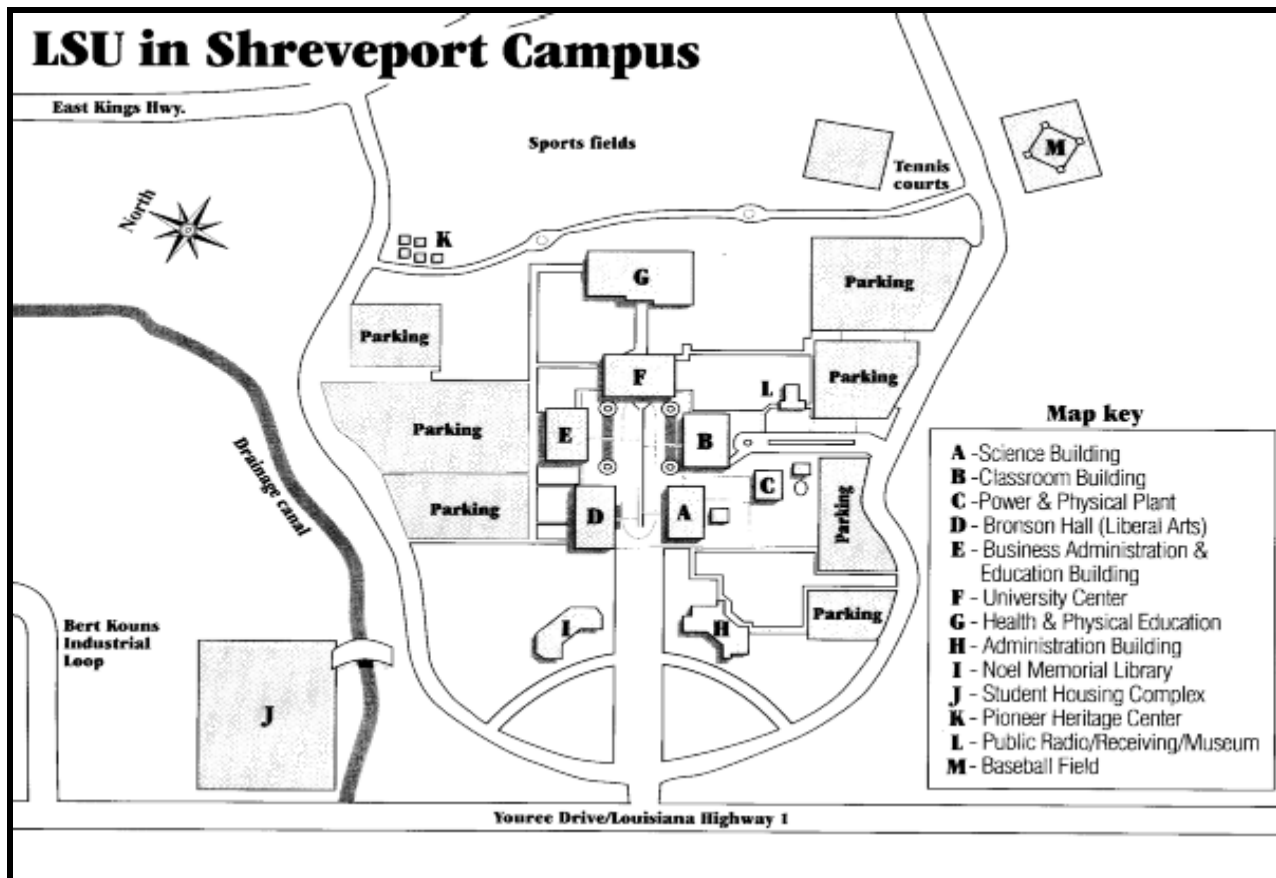 LSU in Shreveport Campus
East Kings Hwy.
Sports fields
M
Tennis
courts
North
K
G
Parking
Parking
F
L
Parking
Map key
E
B
Parking
A - Science Building
B - Classroom Building
C - Power & Physical Plant
D - Bronson Hall (Liberal Arts)
E - Business Administration &
Education Building
F - University Center
G - Health & Physical Education
H - Administration Building
I - Noel Memorial Library
J - Student Housing Complex
K - Pioneer Heritage Center
L - Public Radio/Receiving/Museum
M - Baseball Field
Drainage canal
C
Parking
D
A
Parking
Parking
Bert Kouns
Industrial
Loop
I
H
J
Youree Drive/Louisiana Highway 1